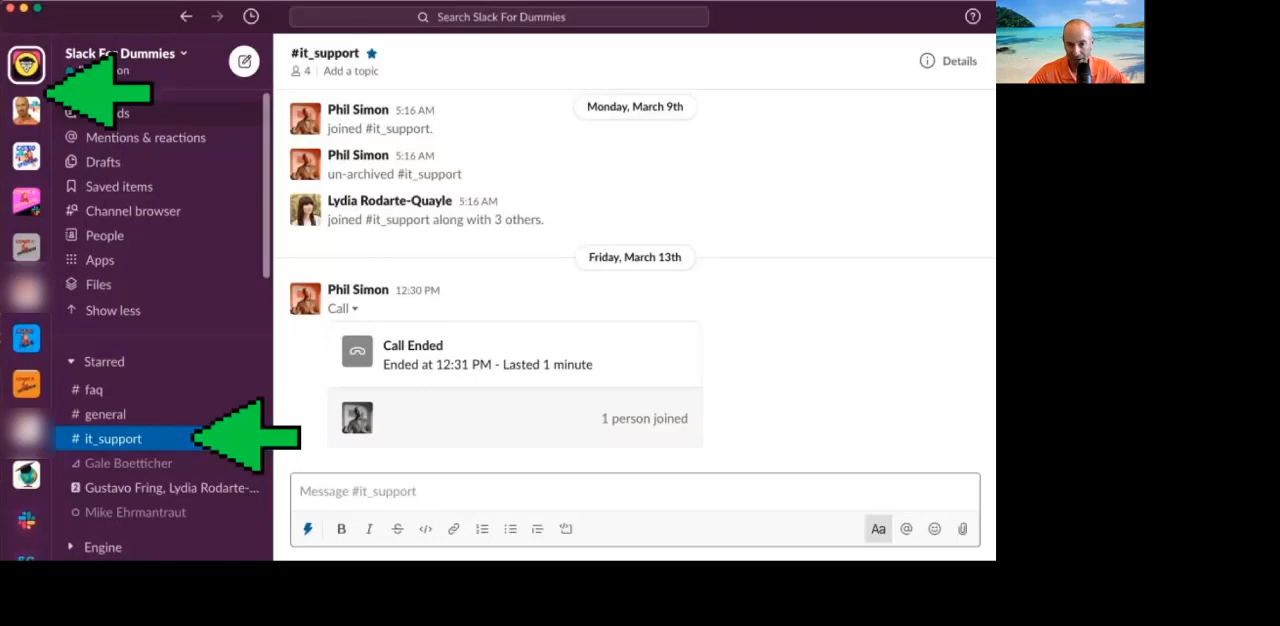 Search Slack For Dummies
Slack For Dummies
Mentions & reactions
Drafts
Saved items
Channel browser
People
Apps
Files
Show less
Starred
# faq
# general
# it_support
Gale Boetticher
2 Gustavo Fring, Lydia Rodarte-...
Mike Ehrmantraut
Engine
#it_support
4 | Add a topic
Details
Monday, March 9th
Phil Simon 5:16 AM
joined #it_support.
Phil Simon 5:16 AM
un-archived #it_support
Lydia Rodarte-Quayle 5:16 AM
joined #it_support along with 3 others.
Friday, March 13th
Phil Simon 12:30 PM
Call
Call Ended
Ended at 12:31 PM - Lasted 1 minute
1 person joined
Message #it_support
B I S </> Aa @